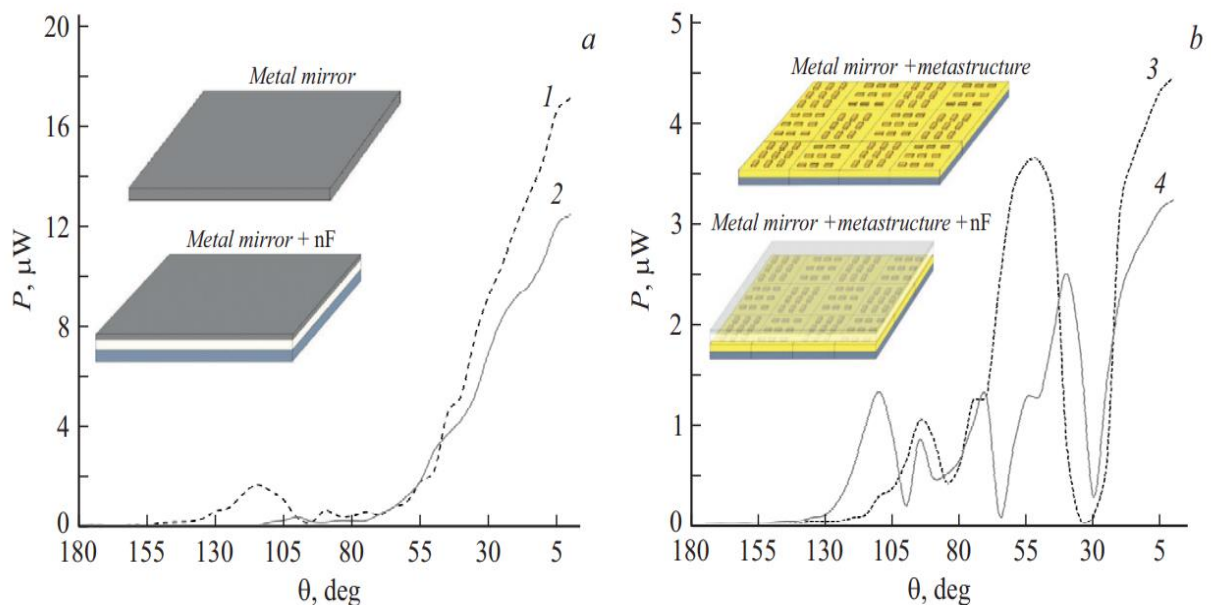 a
20
16
12
8
4
0
P, μW
Metal mirror
1
2
Metal mirror + nF
180 155 130 105 80 55 30 5
θ, deg
b
5
4
3
2
1
0
P, μW
Metal mirror +metastructure
3
4
Metal mirror +metastructure +nF
180 155 130 105 80 55 30 5
θ, deg